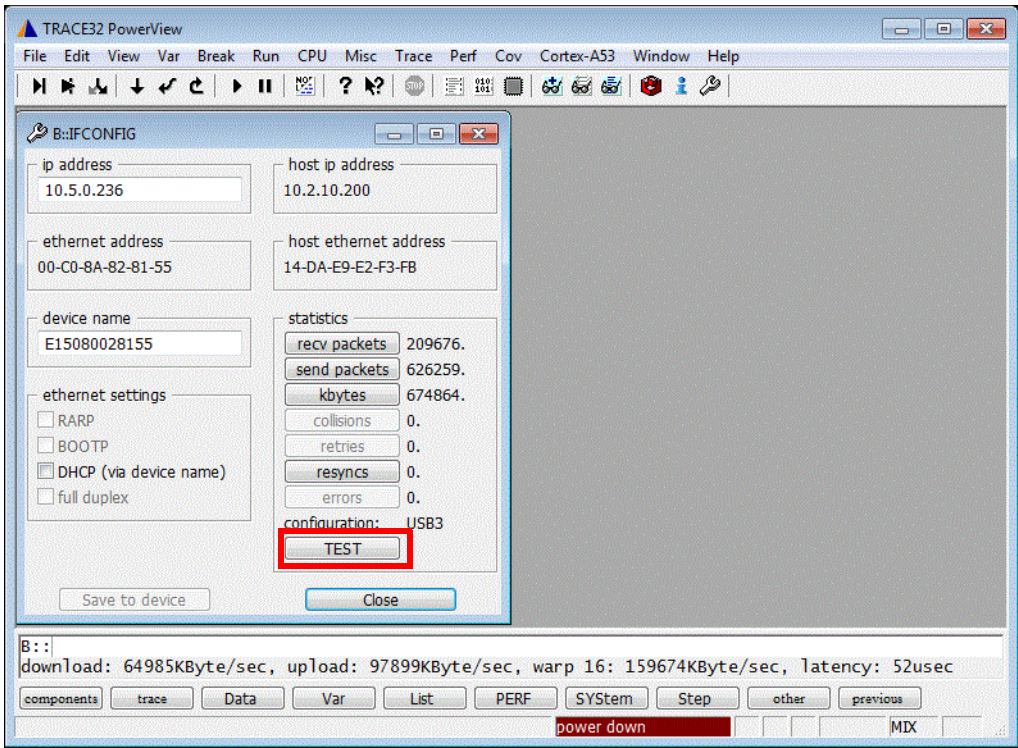 TRACE32 PowerView
File Edit View Var Break Run CPU Misc Trace Perf Cov Cortex-A53 Window Help
NO!
STOP
010
101
B::IFCONFIG
ip address
10.5.0.236
host ip address
10.2.10.200
ethernet address
00-C0-8A-82-81-55
host ethernet address
14-DA-E9-E2-F3-FB
device name
E15080028155
ethernet settings
RARP
BOOTP
DHCP (via device name)
full duplex
statistics
recv packets 209676.
send packets 626259.
kbytes 674864.
collisions 0.
retries 0.
resyncs 0.
errors 0.
configuration: USB3
TEST
Save to device
Close
B::
download: 64985KByte/sec, upload: 97899KByte/sec, warp 16: 159674KByte/sec, latency: 52usec
components trace Data Var List PERF SYStem Step other previous
power down MIX